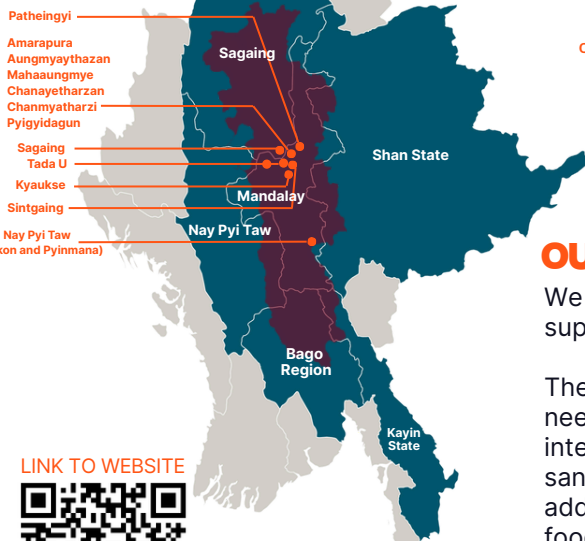 Patheingyi
Amarapura
Aungmyaythazan
Mahaaungmye
Chanayetharzan
Chanmyatharzi
Pyigyidagun
Sagaing
Tada U
Kyaukse
Sintgaing
Nay Pyi Taw
and Pyinmana)
Sagaing
Shan State
Mandalay
Nay Pyi Taw
Bago
Region
Kayin
State
LINK TO WEBSITE
OU
We
sup
The
nee
inte
san
add
foo